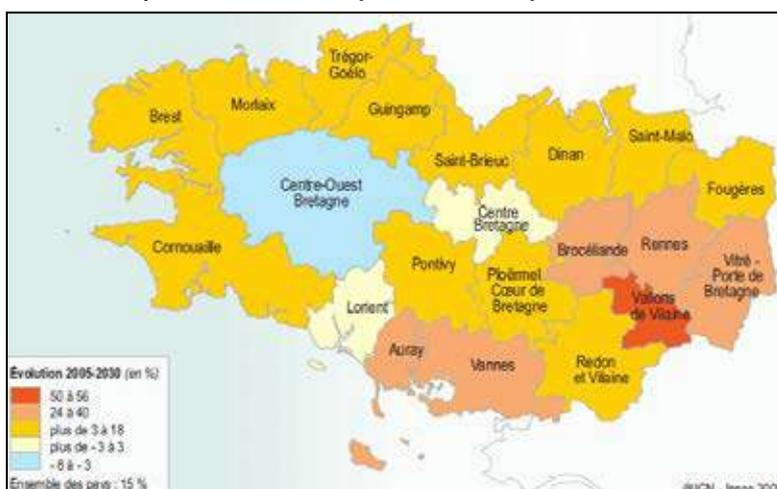 Trégor-
Goëlo
Brest
Morlaix
Guingamp
Saint-Malo
Saint-Brieuc
Dinan
Fougères
Centre-Ouest
Bretagne
Centre
Bretagne
Cornouaille
Brocéliande
Rennes
Vitré -
Porte de
Bretagne
Pontivy
Ploërmel
Cœur de
Bretagne
Lorient
Vallons
de Vilaine
Auray
Vannes
Redon
et Vilaine
Évolution 2005-2030 (en %)
50 à 56
24 à 40
plus de 3 à 18
plus de - 3 à 3
- 8 à - 3
Ensemble des pays : 15 %